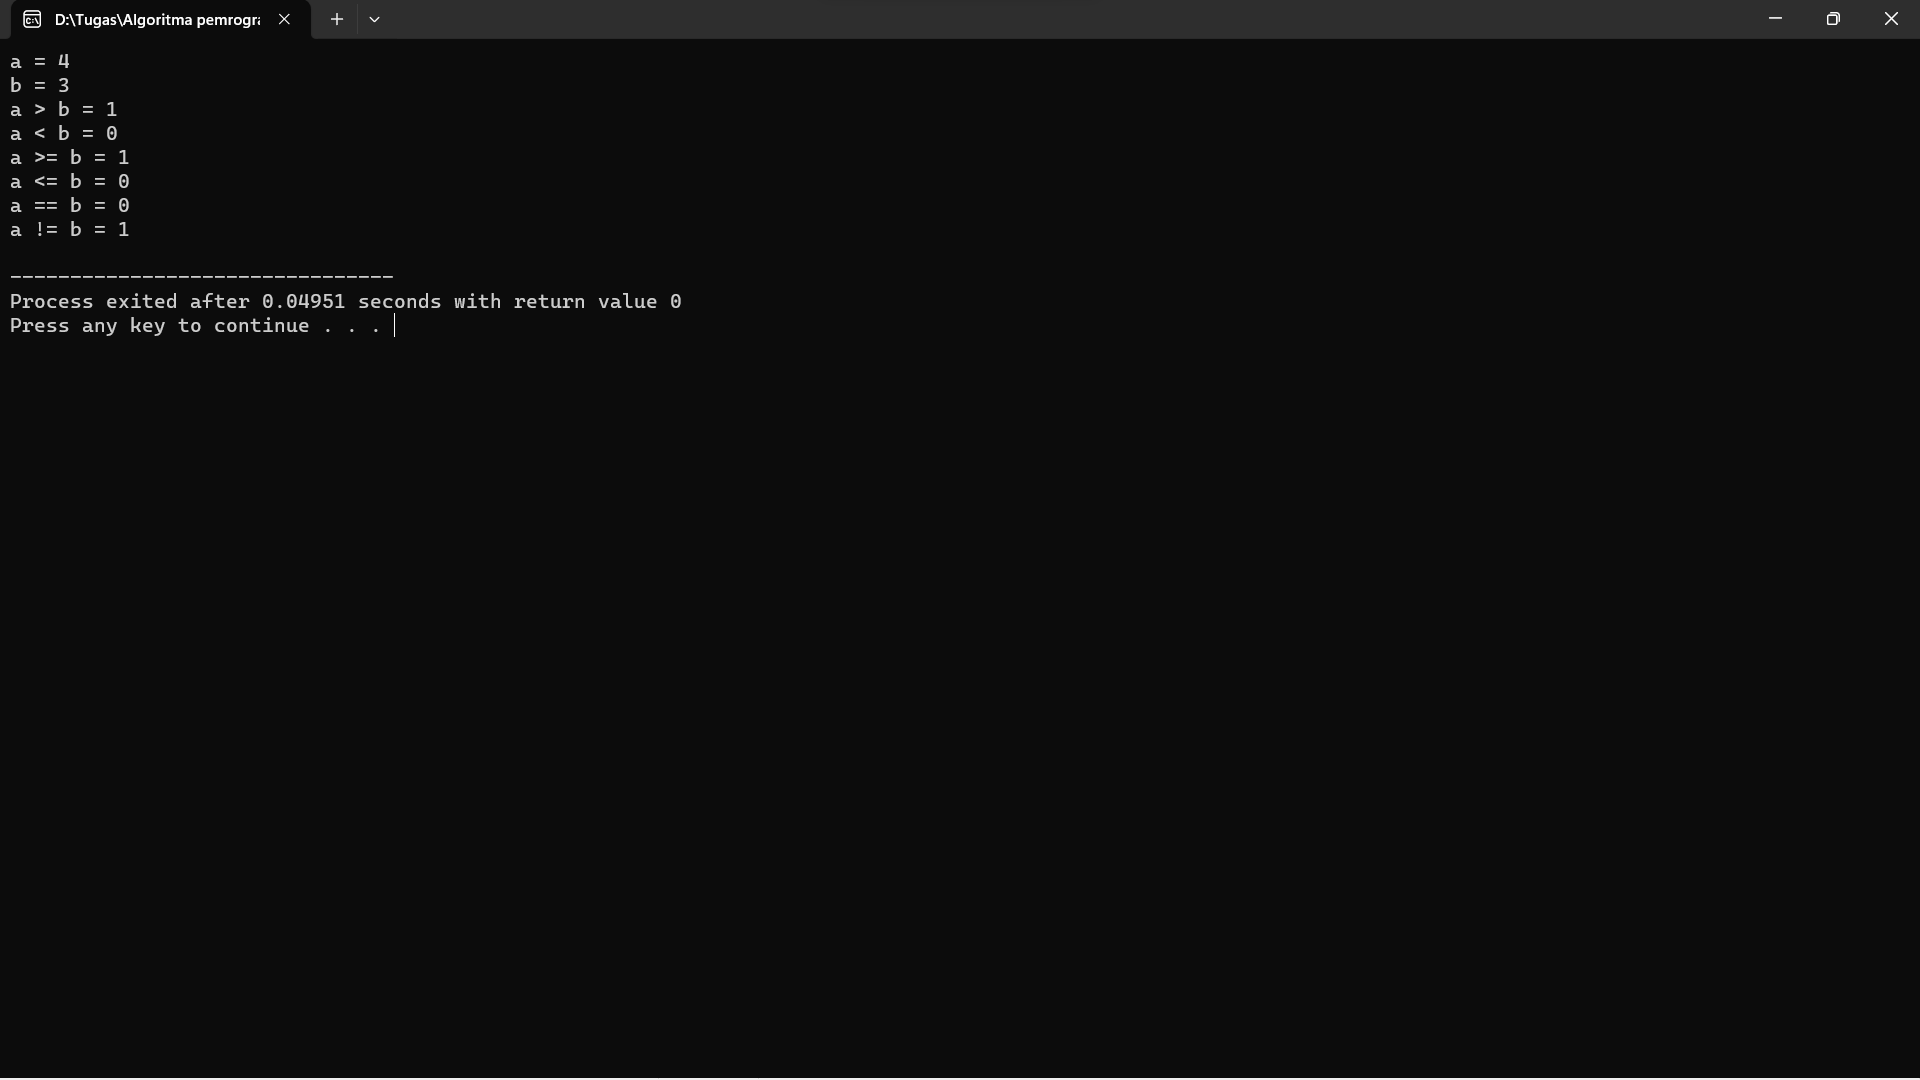 D:\Tugas\Algoritma pemrogra
a = 4
b = 3
a > b = 1
a < b = 0
a >= b = 1
a <= b = 0
a == b = 0
a != b = 1
--------------------------------
Process exited after 0.04951 seconds with return value 0
Press any key to continue . . .